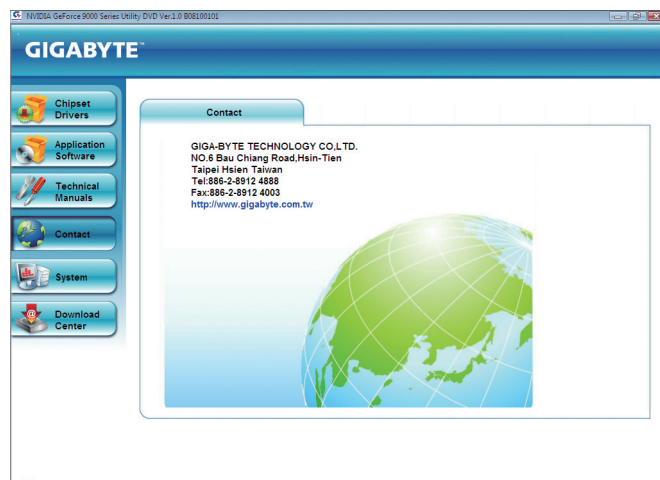 NVIDIA GeForce 9000 Series Utility DVD Ver.1.0 B08100101
GIGABYTE™
Chipset
Drivers
Application
Software
Technical
Manuals
Contact
System
Download
Center
Contact
GIGA-BYTE TECHNOLOGY CO,LTD.
NO.6 Bau Chiang Road,Hsin-Tien
Taipei Hsien Taiwan
Tel:886-2-8912 4888
Fax:886-2-8912 4003
http://www.gigabyte.com.tw